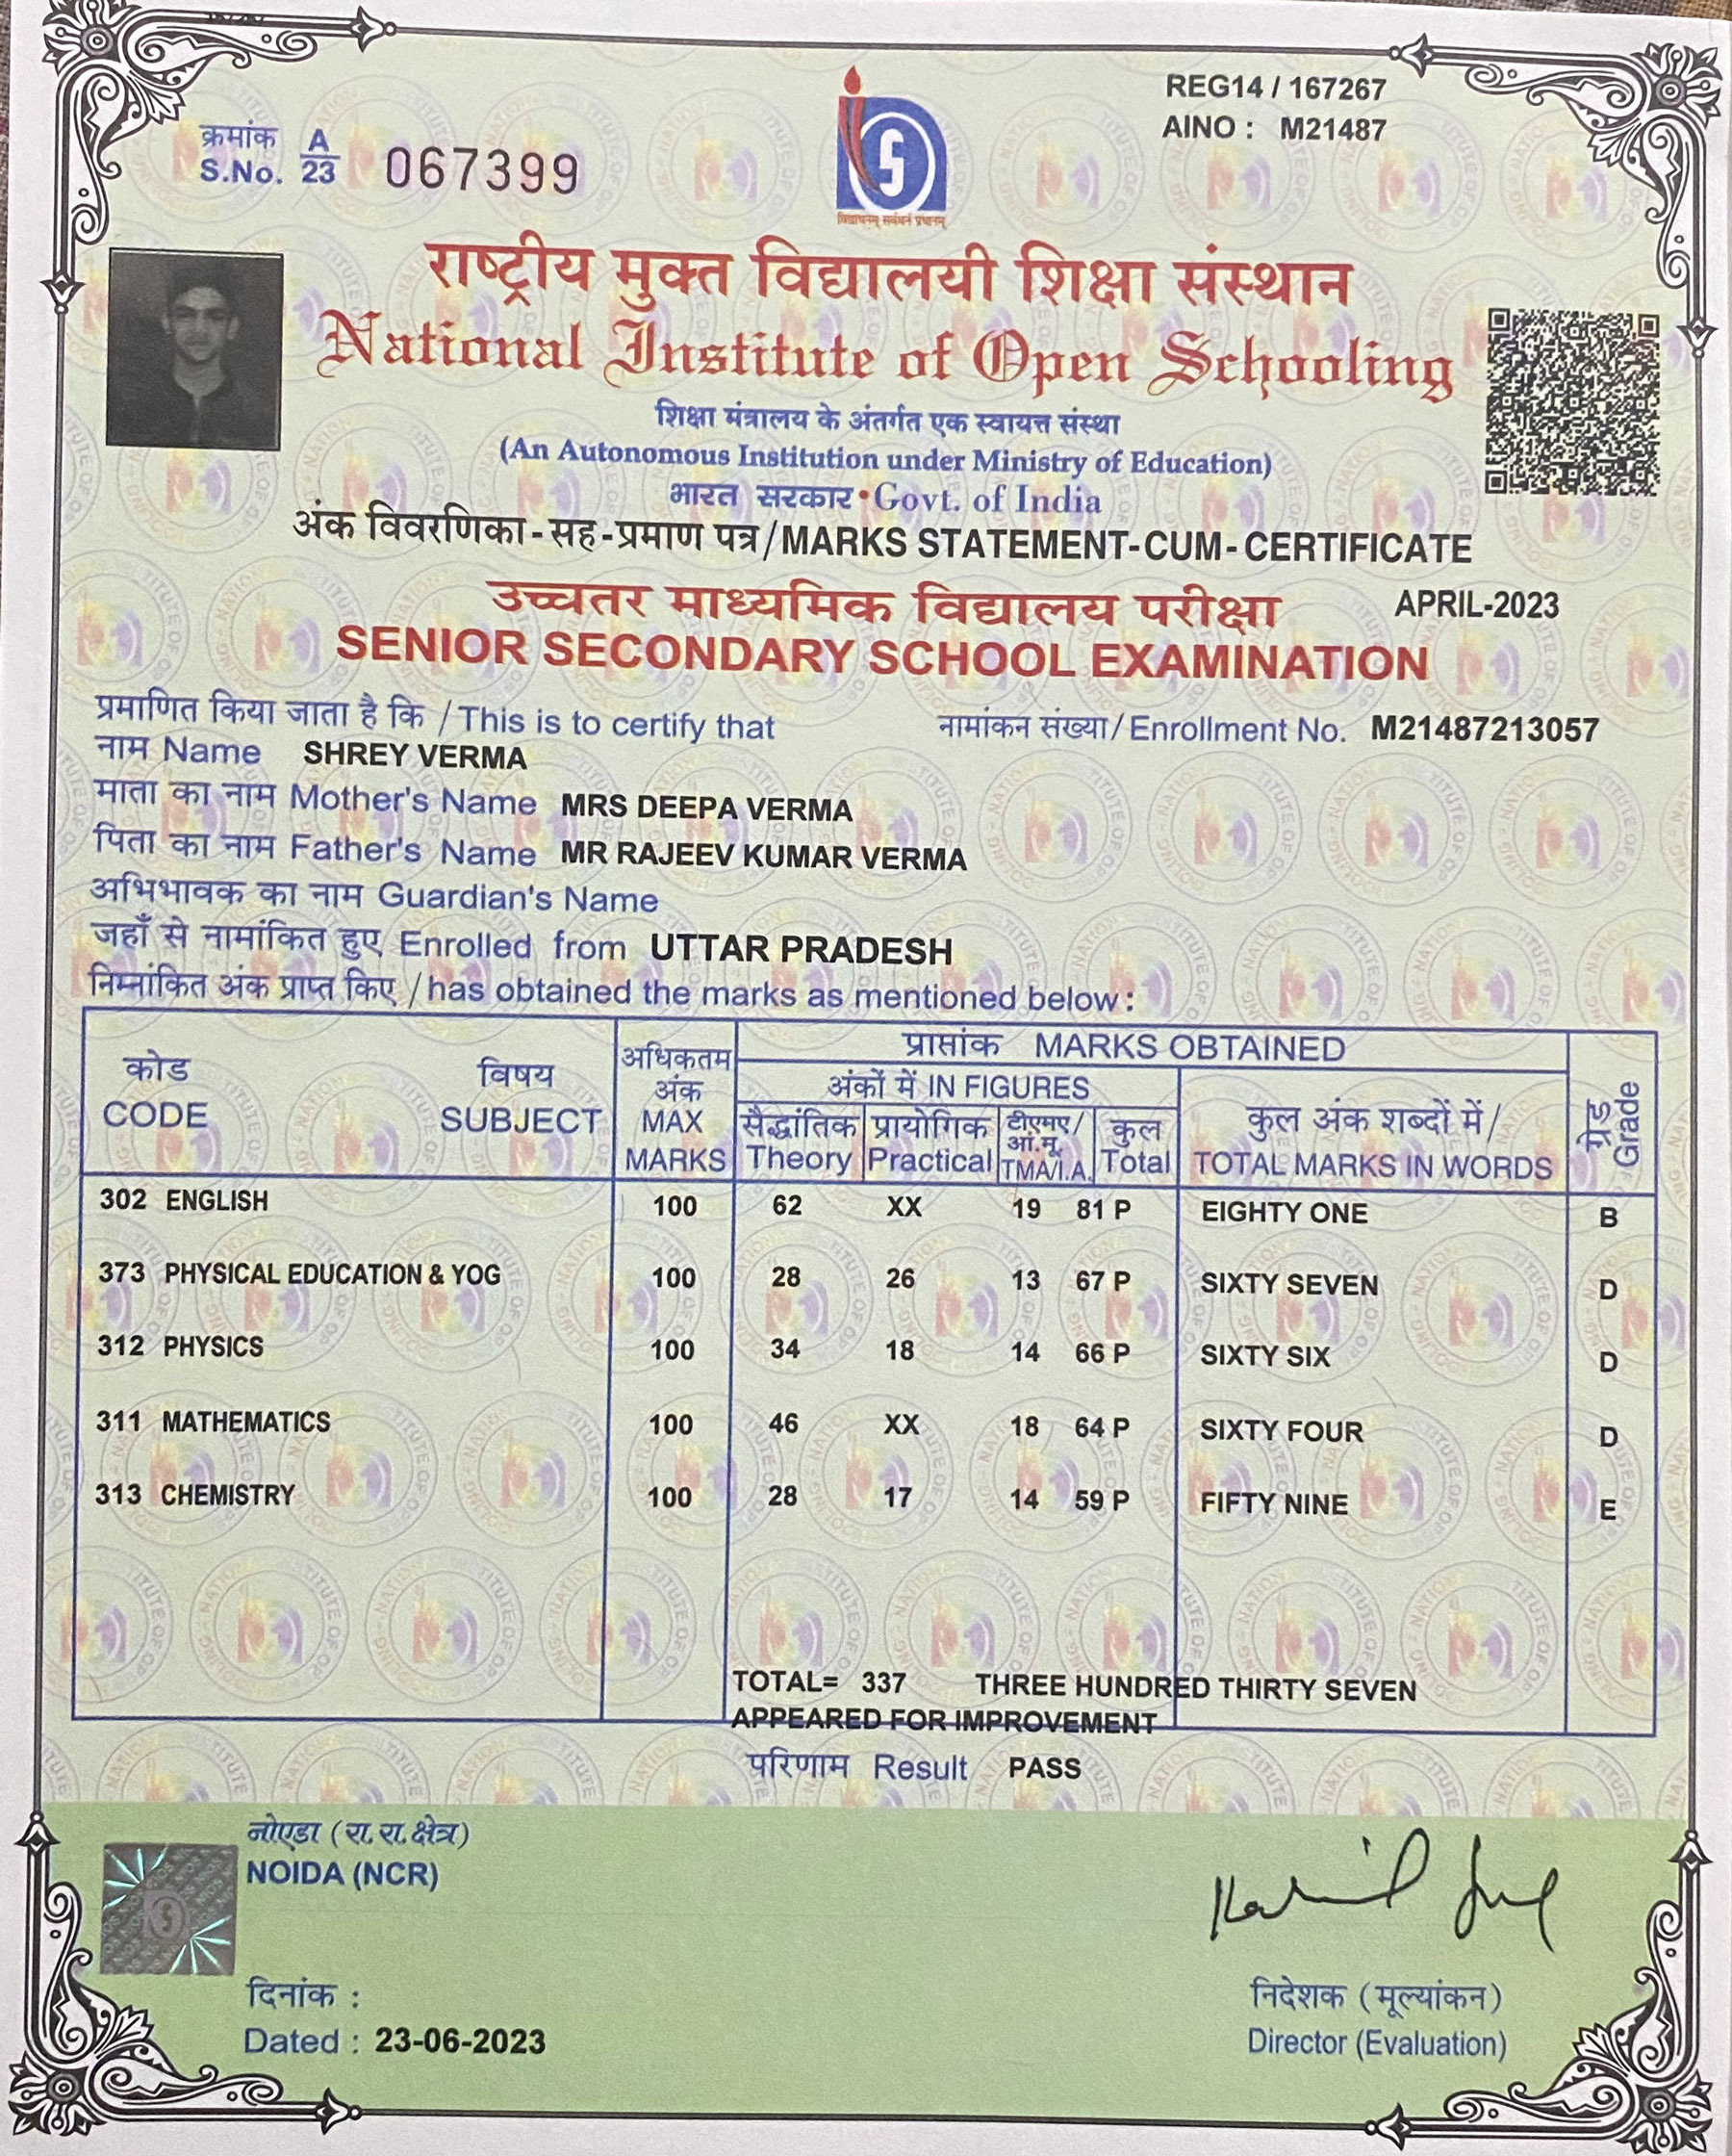 REG14 / 167267
AINO : M21487
क्रमांक A
S.No. 23 067399
विद्याधनम् सर्वधनं प्रधानम्
राष्ट्रीय मुक्त विद्यालयी शिक्षा संस्थान
National Institute of Open Schooling
शिक्षा मंत्रालय के अंतर्गत एक स्वायत्त संस्था
(An Autonomous Institution under Ministry of Education)
भारत सरकार • Govt. of India
अंक विवरणिका - सह - प्रमाण पत्र / MARKS STATEMENT-CUM-CERTIFICATE
उच्चतर माध्यमिक विद्यालय परीक्षा APRIL-2023
SENIOR SECONDARY SCHOOL EXAMINATION
प्रमाणित किया जाता है कि / This is to certify that नामांकन संख्या / Enrollment No. M21487213057
नाम Name SHREY VERMA
माता का नाम Mother's Name MRS DEEPA VERMA
पिता का नाम Father's Name MR RAJEEV KUMAR VERMA
अभिभावक का नाम Guardian's Name
जहाँ से नामांकित हुए Enrolled from UTTAR PRADESH
निम्नांकित अंक प्राप्त किए / has obtained the marks as mentioned below :
कोड CODE विषय SUBJECT अधिकतम अंक MAX MARKS प्राप्तांक MARKS OBTAINED ग्रेड Grade
अंकों में IN FIGURES कुल अंक शब्दों में / TOTAL MARKS IN WORDS
सैद्धांतिक Theory प्रायोगिक Practical टीएमए/आं.मू. TMA/I.A. कुल Total
302 ENGLISH 100 62 XX 19 81 P EIGHTY ONE B
373 PHYSICAL EDUCATION & YOG 100 28 26 13 67 P SIXTY SEVEN D
312 PHYSICS 100 34 18 14 66 P SIXTY SIX D
311 MATHEMATICS 100 46 XX 18 64 P SIXTY FOUR D
313 CHEMISTRY 100 28 17 14 59 P FIFTY NINE E
TOTAL= 337 THREE HUNDRED THIRTY SEVEN
APPEARED FOR IMPROVEMENT
परिणाम Result PASS
नोएडा (रा.रा.क्षेत्र)
NOIDA (NCR)
दिनांक :
Dated : 23-06-2023
निदेशक (मूल्यांकन)
Director (Evaluation)